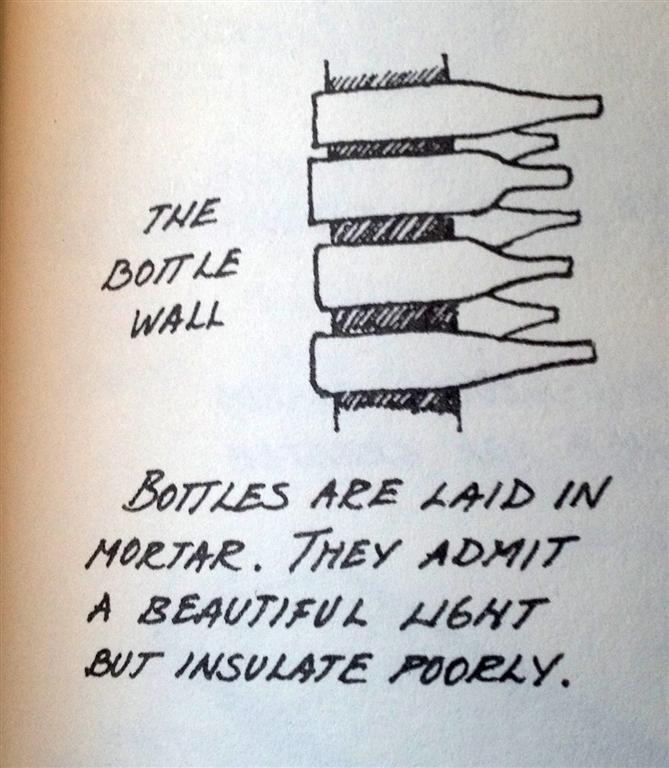 THE
BOTTLE
WALL
BOTTLES ARE LAID IN
MORTAR. THEY ADMIT
A BEAUTIFUL LIGHT
BUT INSULATE POORLY.